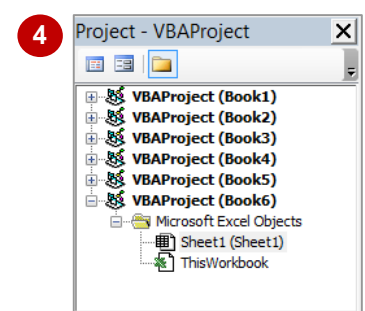 4
Project - VBAProject
VBAProject (Book1)
VBAProject (Book2)
VBAProject (Book3)
VBAProject (Book4)
VBAProject (Book5)
VBAProject (Book6)
Microsoft Excel Objects
Sheet1 (Sheet1)
ThisWorkbook